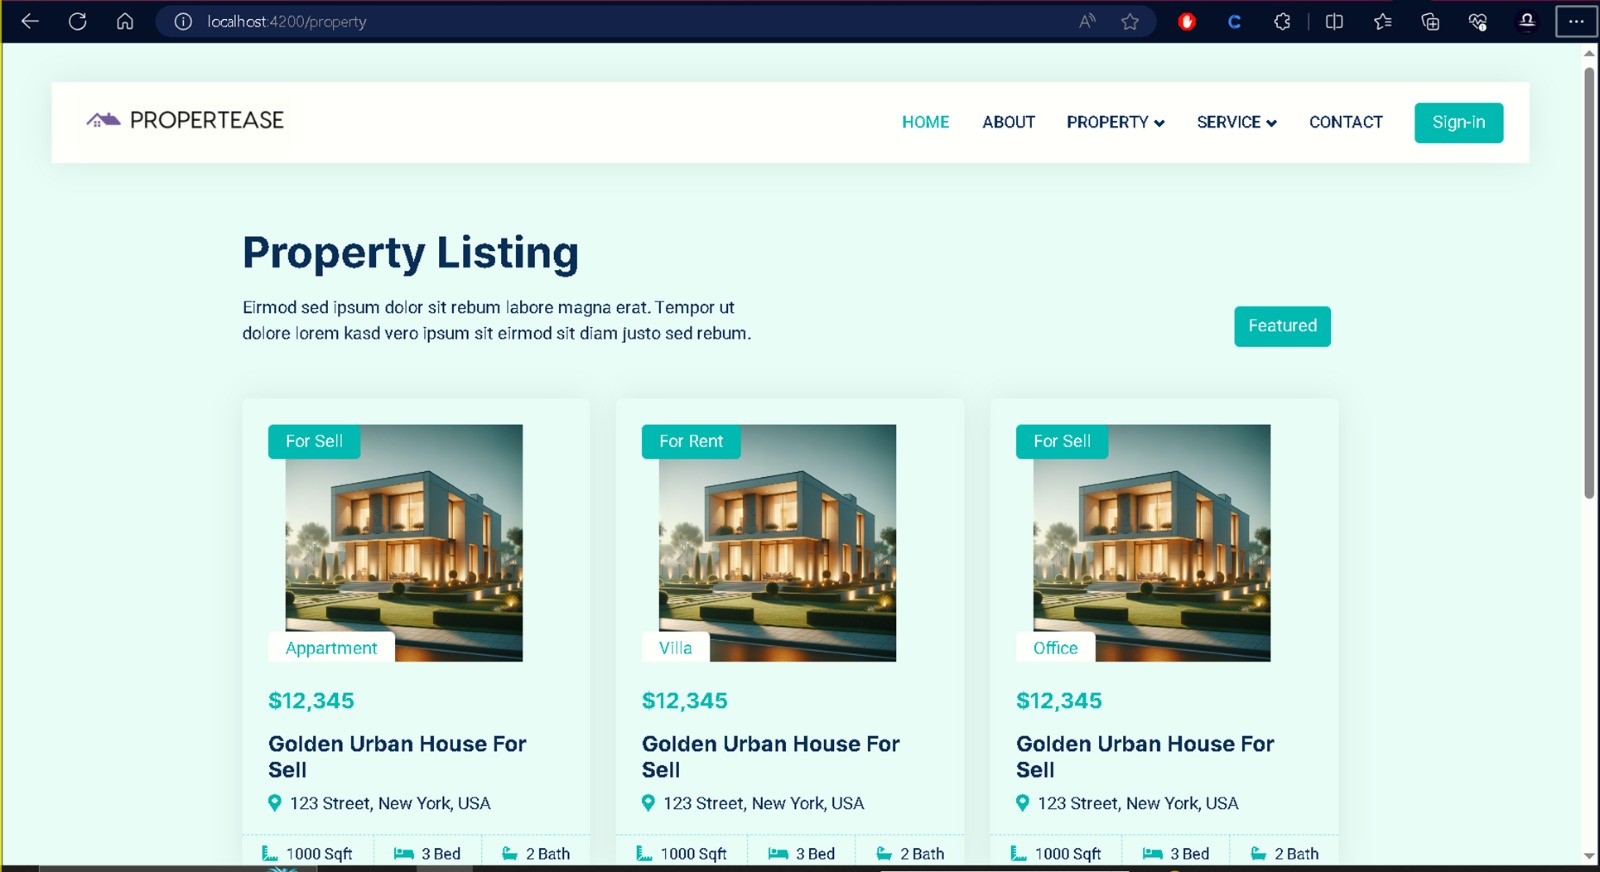 localhost:4200/property
PROPERTEASE
HOME ABOUT PROPERTY SERVICE CONTACT Sign-in
Property Listing
Eirmod sed ipsum dolor sit rebum labore magna erat. Tempor ut
dolore lorem kasd vero ipsum sit eirmod sit diam justo sed rebum.
Featured
For Sell
Appartment
$12,345
Golden Urban House For
Sell
123 Street, New York, USA
1000 Sqft 3 Bed 2 Bath
For Rent
Villa
$12,345
Golden Urban House For
Sell
123 Street, New York, USA
1000 Sqft 3 Bed 2 Bath
For Sell
Office
$12,345
Golden Urban House For
Sell
123 Street, New York, USA
1000 Sqft 3 Bed 2 Bath